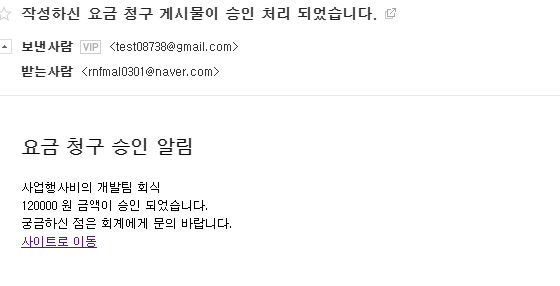 작성하신 요금 청구 게시물이 승인 처리 되었습니다.
보낸사람 VIP <test08738@gmail.com>
받는사람 <rnfmal0301@naver.com>
요금 청구 승인 알림
사업행사비의 개발팀 회식
120000 원 금액이 승인 되었습니다.
궁금하신 점은 회계에게 문의 바랍니다.
사이트로 이동